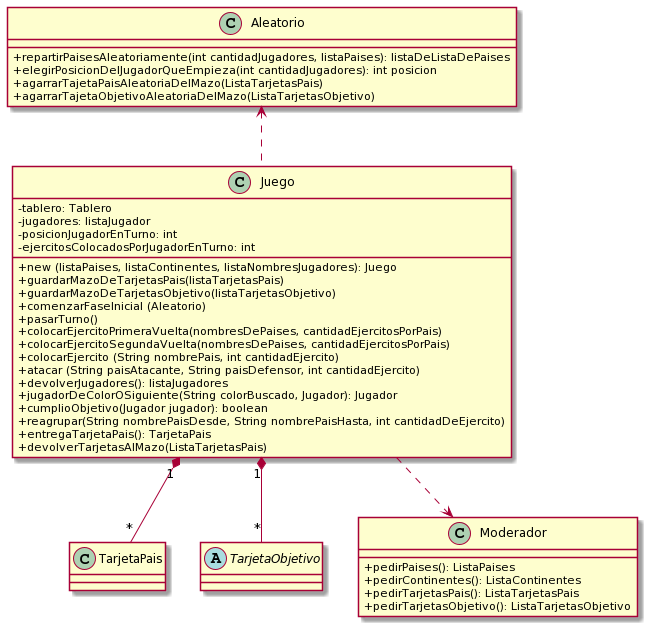 C Aleatorio
+repartirPaisesAleatoriamente(int cantidadJugadores, listaPaises): listaDeListaDePaises
+elegirPosicionDelJugadorQueEmpieza(int cantidadJugadores): int posicion
+agarrarTajetaPaisAleatoriaDelMazo(ListaTarjetasPais)
+agarrarTajetaObjetivoAleatoriaDelMazo(ListaTarjetasObjetivo)
C Juego
-tablero: Tablero
-jugadores: listaJugador
-posicionJugadorEnTurno: int
-ejercitosColocadosPorJugadorEnTurno: int
+new (listaPaises, listaContinentes, listaNombresJugadores): Juego
+guardarMazoDeTarjetasPais(listaTarjetasPais)
+guardarMazoDeTarjetasObjetivo(listaTarjetasObjetivo)
+comenzarFaseInicial (Aleatorio)
+pasarTurno()
+colocarEjercitoPrimeraVuelta(nombresDePaises, cantidadEjercitosPorPais)
+colocarEjercitoSegundaVuelta(nombresDePaises, cantidadEjercitosPorPais)
+colocarEjercito (String nombrePais, int cantidadEjercito)
+atacar (String paisAtacante, String paisDefensor, int cantidadEjercito)
+devolverJugadores(): listaJugadores
+jugadorDeColorOSiguiente(String colorBuscado, Jugador): Jugador
+cumplioObjetivo(Jugador jugador): boolean
+reagrupar(String nombrePaisDesde, String nombrePaisHasta, int cantidadDeEjercito)
+entregaTarjetaPais(): TarjetaPais
+devolverTarjetasAlMazo(ListaTarjetasPais)
1 1
* *
C TarjetaPais
A TarjetaObjetivo
C Moderador
+pedirPaises(): ListaPaises
+pedirContinentes(): ListaContinentes
+pedirTarjetasPais(): ListaTarjetasPais
+pedirTarjetasObjetivo(): ListaTarjetasObjetivo